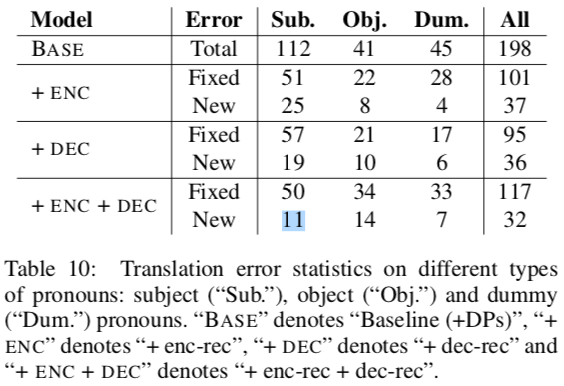 Model Error Sub. Obj. Dum. All
BASE Total 112 41 45 198
+ ENC Fixed 51 22 28 101
New 25 8 4 37
+ DEC Fixed 57 21 17 95
New 19 10 6 36
+ ENC + DEC Fixed 50 34 33 117
New 11 14 7 32
Table 10: Translation error statistics on different types
of pronouns: subject (“Sub.”), object (“Obj.”) and dummy
(“Dum.”) pronouns. “BASE” denotes “Baseline (+DPs)”, “+
ENC” denotes “+ enc-rec”, “+ DEC” denotes “+ dec-rec” and
“+ ENC + DEC” denotes “+ enc-rec + dec-rec”.